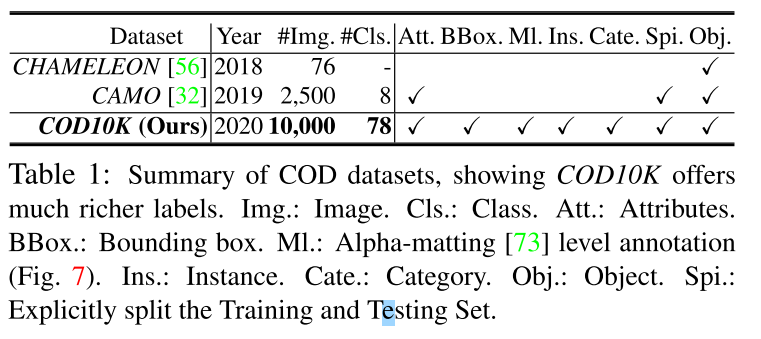 Dataset Year #Img. #Cls. Att. BBox. Ml. Ins. Cate. Spi. Obj.
CHAMELEON [56] 2018 76 - ✓
CAMO [32] 2019 2,500 8 ✓ ✓ ✓
COD10K (Ours) 2020 10,000 78 ✓ ✓ ✓ ✓ ✓ ✓ ✓
Table 1: Summary of COD datasets, showing COD10K offers
much richer labels. Img.: Image. Cls.: Class. Att.: Attributes.
BBox.: Bounding box. Ml.: Alpha-matting [73] level annotation
(Fig. 7). Ins.: Instance. Cate.: Category. Obj.: Object. Spi.:
Explicitly split the Training and Testing Set.